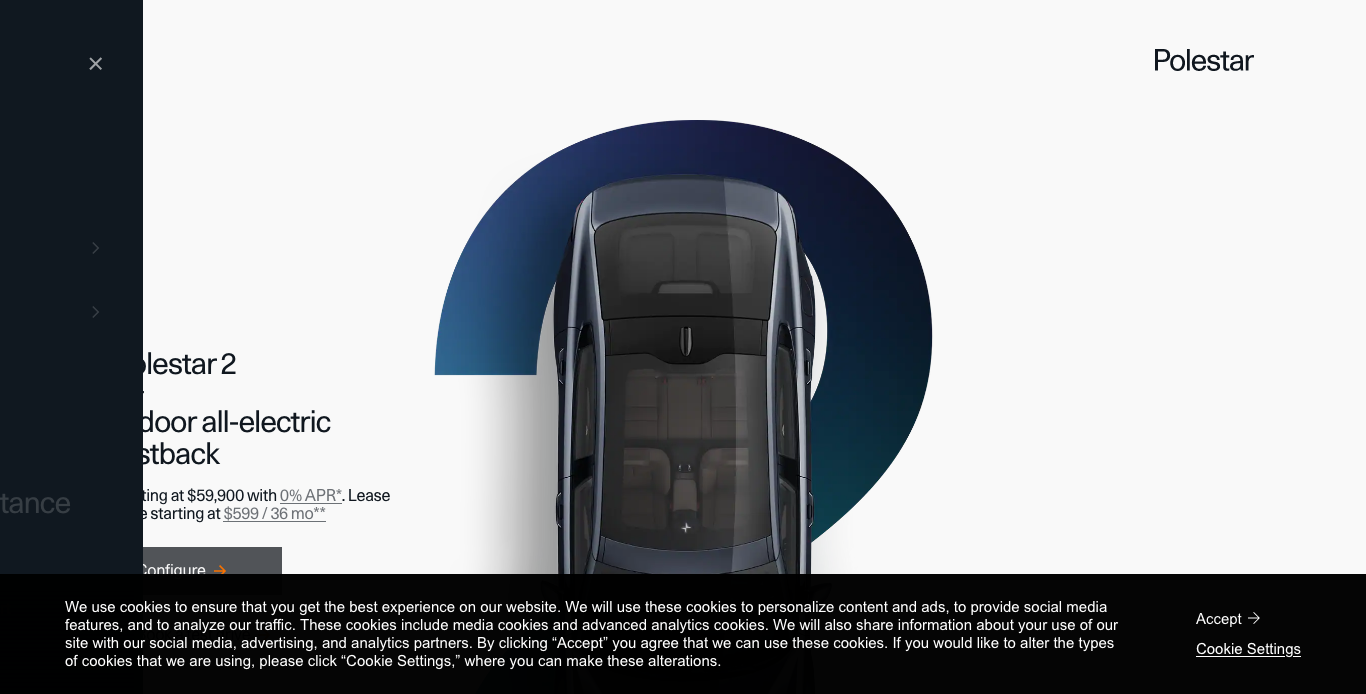 Polestar
olestar 2
door all-electric
stback
ting at $59,900 with 0% APR*. Lease
e starting at $599 / 36 mo**
tance
Configure
We use cookies to ensure that you get the best experience on our website. We will use these cookies to personalize content and ads, to provide social media
features, and to analyze our traffic. These cookies include media cookies and advanced analytics cookies. We will also share information about your use of our
site with our social media, advertising, and analytics partners. By clicking “Accept” you agree that we can use these cookies. If you would like to alter the types
of cookies that we are using, please click “Cookie Settings,” where you can make these alterations.
Accept
Cookie Settings